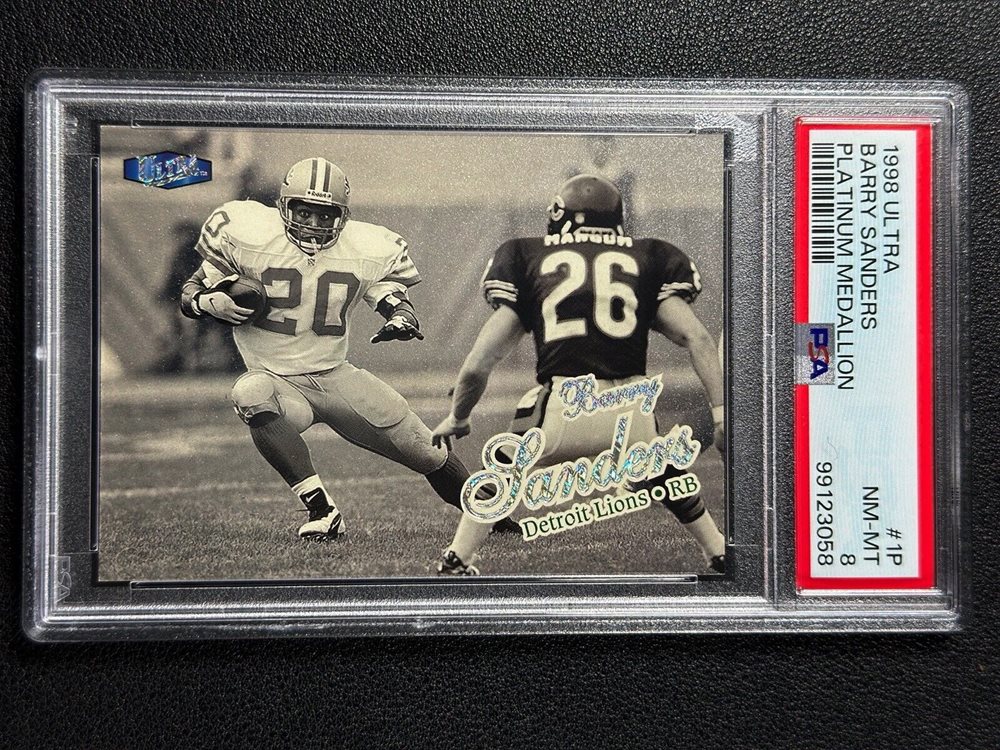 ULTRA
20
20
MANGUM
26
Barry
Sanders
Detroit Lions • RB
1998 ULTRA
BARRY SANDERS
PLATINUM MEDALLION
#1P
NM-MT
8
99123058
PSA